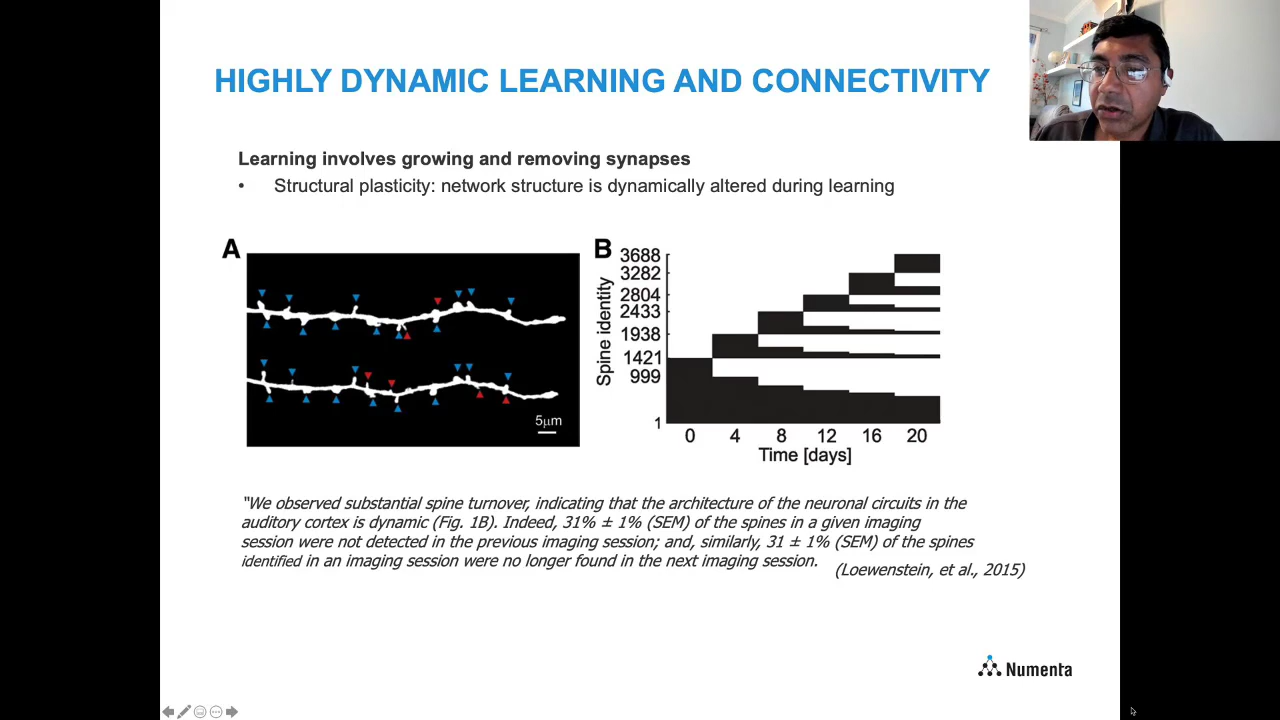 HIGHLY DYNAMIC LEARNING AND CONNECTIVITY
Learning involves growing and removing synapses
• Structural plasticity: network structure is dynamically altered during learning
A
5μm
B
Spine identity
3688
3282
2804
2433
1938
1421
999
1
0 4 8 12 16 20
Time [days]
"We observed substantial spine turnover, indicating that the architecture of the neuronal circuits in the
auditory cortex is dynamic (Fig. 1B). Indeed, 31% ± 1% (SEM) of the spines in a given imaging
session were not detected in the previous imaging session; and, similarly, 31 ± 1% (SEM) of the spines
identified in an imaging session were no longer found in the next imaging session.
(Loewenstein, et al., 2015)
Numenta